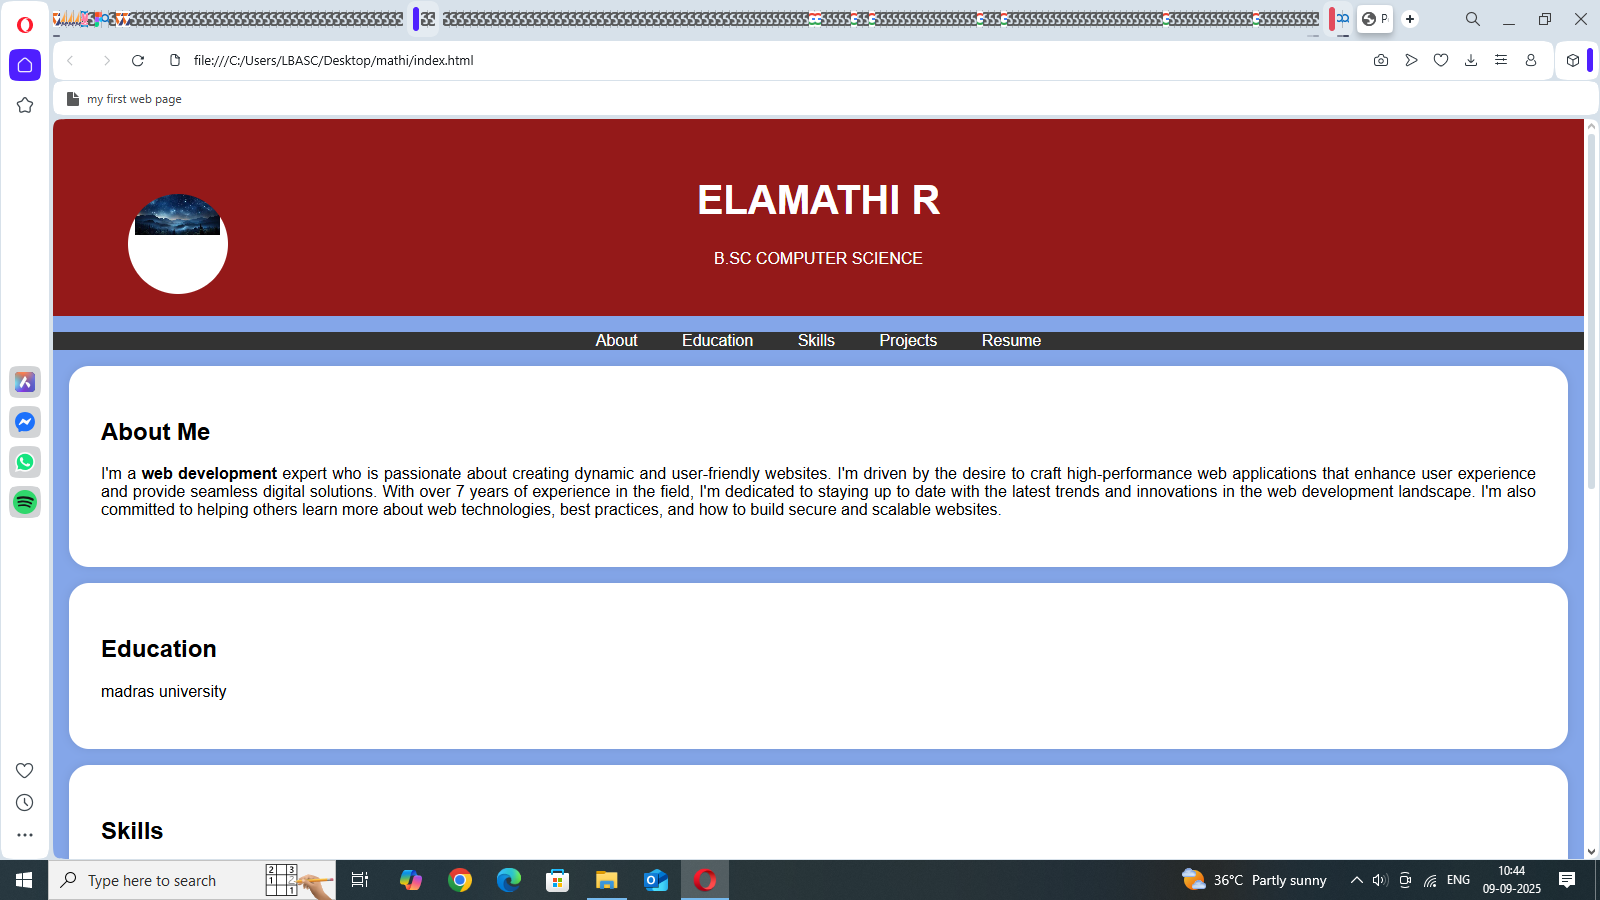 file:///C:/Users/LBASC/Desktop/mathi/index.html
my first web page
ELAMATHI R
B.SC COMPUTER SCIENCE
About Education Skills Projects Resume
About Me
I'm a web development expert who is passionate about creating dynamic and user-friendly websites. I'm driven by the desire to craft high-performance web applications that enhance user experience
and provide seamless digital solutions. With over 7 years of experience in the field, I'm dedicated to staying up to date with the latest trends and innovations in the web development landscape. I'm also
committed to helping others learn more about web technologies, best practices, and how to build secure and scalable websites.
Education
madras university
Skills
Type here to search
36°C Partly sunny
ENG
10:44
09-09-2025